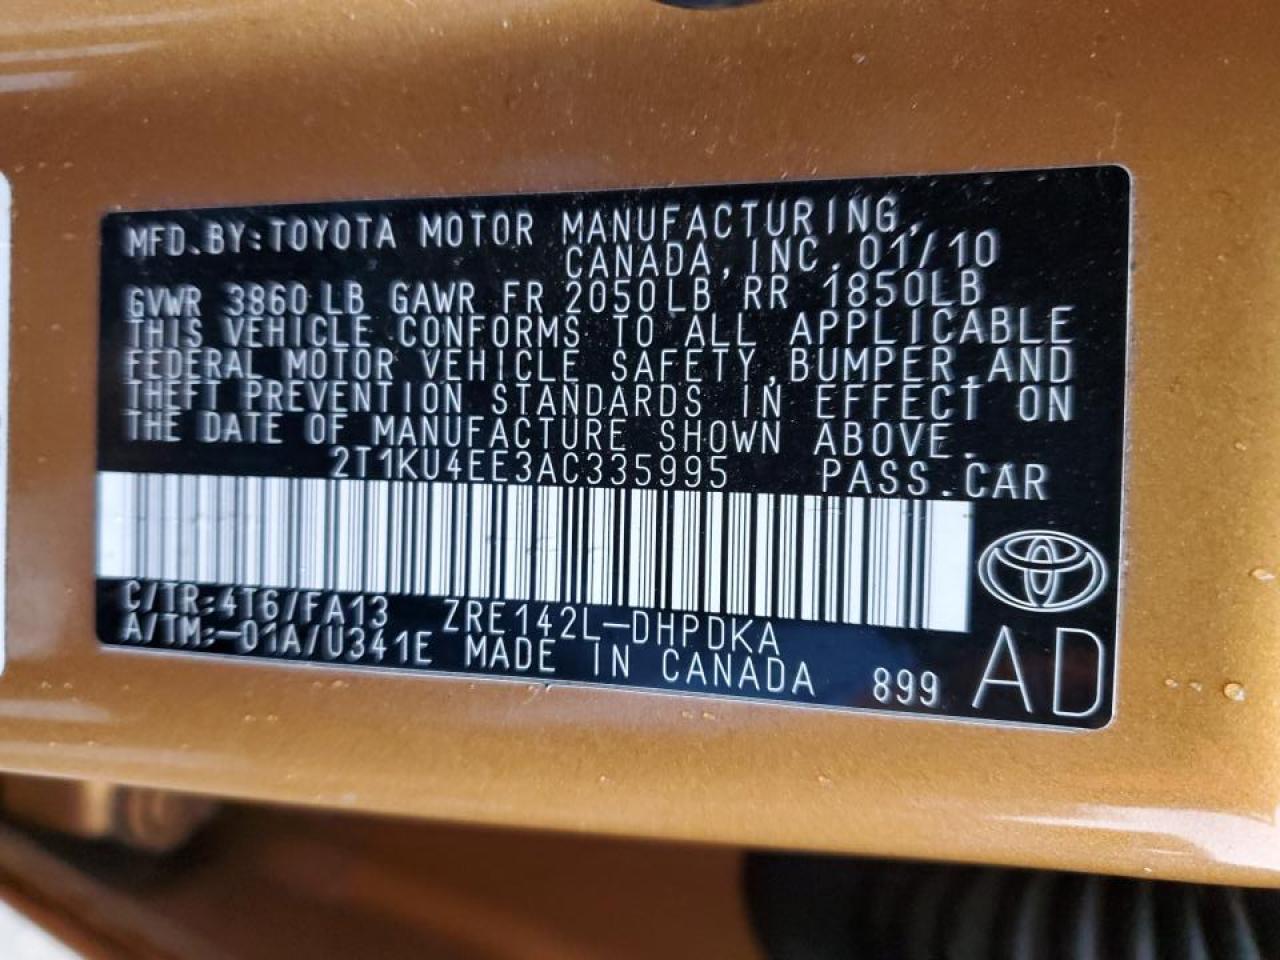 MFD.BY:TOYOTA MOTOR MANUFACTURING,
CANADA,INC.01/10
GVWR 3860LB GAWR FR 2050LB RR 1850LB
THIS VEHICLE CONFORMS TO ALL APPLICABLE
FEDERAL MOTOR VEHICLE SAFETY,BUMPER,AND
THEFT PREVENTION STANDARDS IN EFFECT ON
THE DATE OF MANUFACTURE SHOWN ABOVE.
2T1KU4EE3AC335995 PASS.CAR
C/TR:4T6/FA13 ZRE142L-DHPDKA
A/TM:-01A/U341E MADE IN CANADA 899 AD